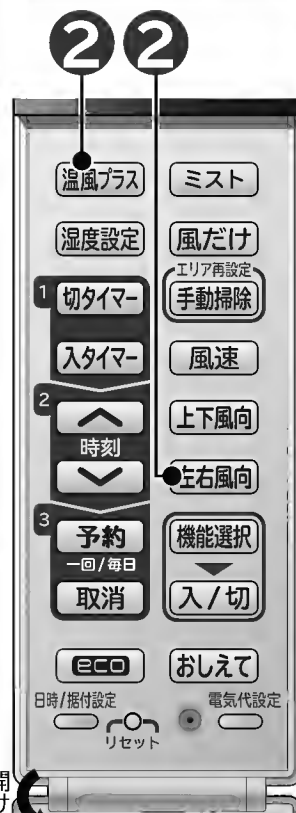 2 2
温風プラス ミスト
湿度設定 風だけ
エリア再設定
1 切タイマー 手動掃除
入タイマー 風速
2
時刻
上下風向
左右風向
3
予約 機能選択
一回/毎日
取消 入/切
eco おしえて
日時/据付設定 電気代設定
リセット
開
け